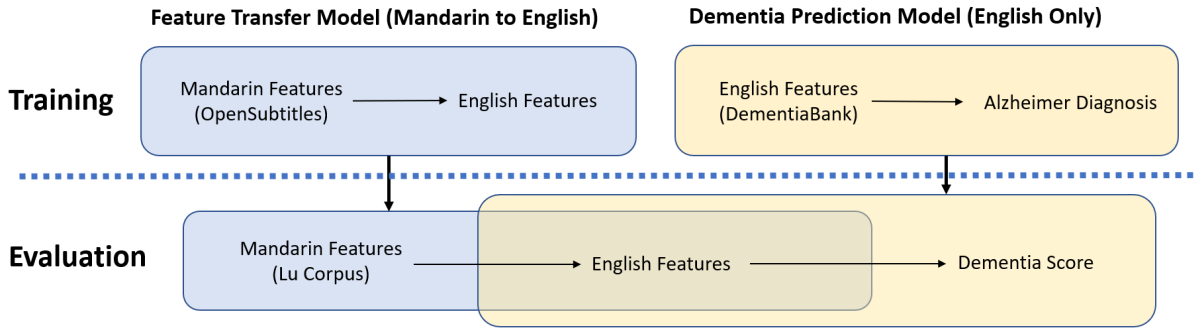 Feature Transfer Model (Mandarin to English)
Dementia Prediction Model (English Only)
Training
Mandarin Features
(OpenSubtitles)
English Features
English Features
(DementiaBank)
Alzheimer Diagnosis
Evaluation
Mandarin Features
(Lu Corpus)
English Features
Dementia Score